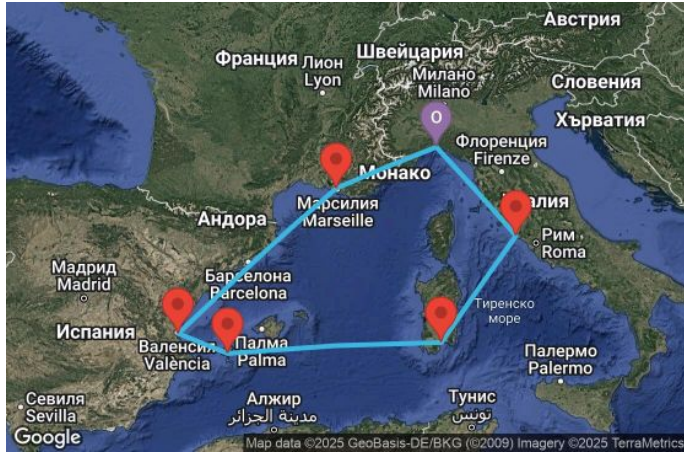 Австрия
Франция
Лион
Lyon
Швейцария
Милано
Milano
Словения
Хърватия
O
Флоренция
Firenze
Монако
Марсилия
Marseille
алия
Андора
Рим
Roma
Барселона
Barcelona
Мадрид
Madrid
Тиренско
море
Испания
Валенсия
València
Палма
Palma
Палермо
Palermo
Севиля
Sevilla
Алжир
مدينة الجزائر
Тунис
تونس
Google
Map data ©2025 GeoBasis-DE/BKG (©2009) Imagery ©2025 TerraMetrics